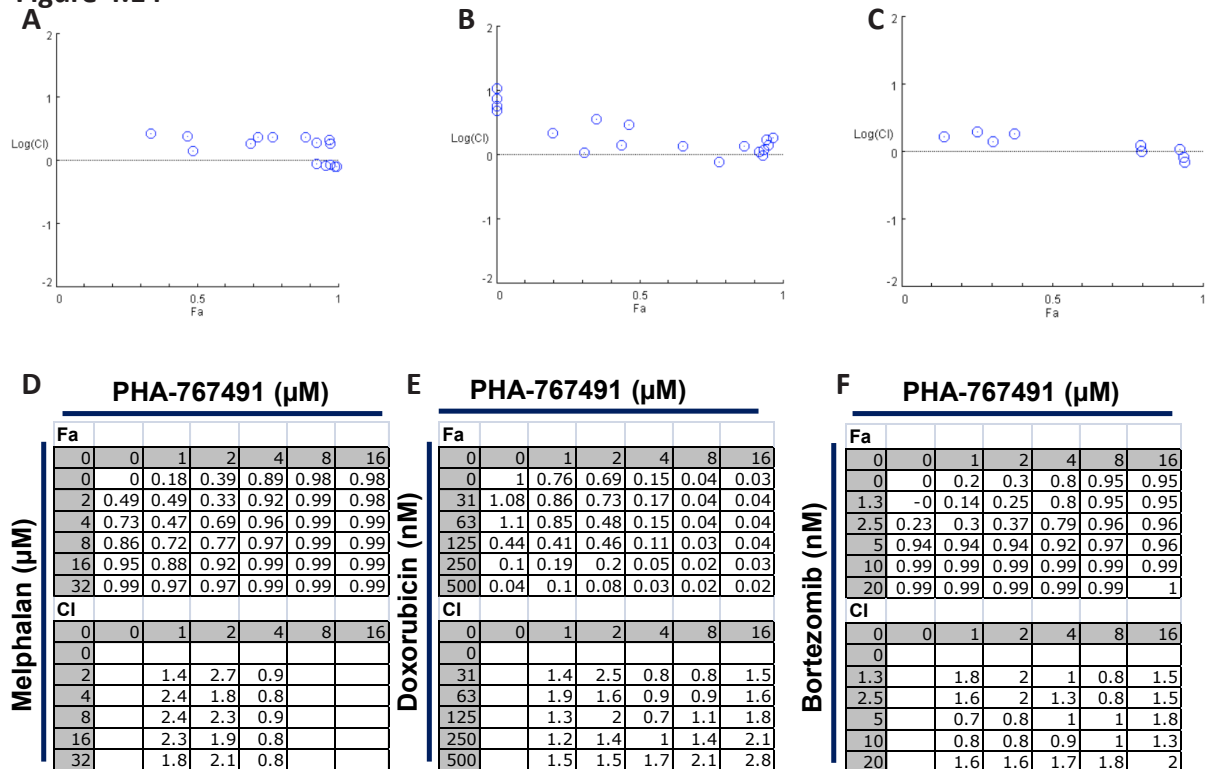 Figure
A
2
1
Log(CI)
0
-1
-2
0
0.5
1
Fa
B
2
1
Log(CI)
0
-1
-2
0
0.5
1
Fa
C
2
1
Log(CI)
0
-1
-2
0
0.5
1
Fa
D
PHA-767491 (µM)
Melphalan (µM)
Fa
0 0 1 2 4 8 16
0 0 0.18 0.39 0.89 0.98 0.98
2 0.49 0.49 0.33 0.92 0.99 0.98
4 0.73 0.47 0.69 0.96 0.99 0.99
8 0.86 0.72 0.77 0.97 0.99 0.99
16 0.95 0.88 0.92 0.99 0.99 0.99
32 0.99 0.97 0.97 0.99 0.99 0.99
CI
0 0 1 2 4 8 16
0
2 1.4 2.7 0.9
4 2.4 1.8 0.8
8 2.4 2.3 0.9
16 2.3 1.9 0.8
32 1.8 2.1 0.8
E
PHA-767491 (µM)
Doxorubicin (nM)
Fa
0 0 1 2 4 8 16
0 1 0.76 0.69 0.15 0.04 0.03
31 1.08 0.86 0.73 0.17 0.04 0.04
63 1.1 0.85 0.48 0.15 0.04 0.04
125 0.44 0.41 0.46 0.11 0.03 0.04
250 0.1 0.19 0.2 0.05 0.02 0.03
500 0.04 0.1 0.08 0.03 0.02 0.02
CI
0 0 1 2 4 8 16
0
31 1.4 2.5 0.8 0.8 1.5
63 1.9 1.6 0.9 0.9 1.6
125 1.3 2 0.7 1.1 1.8
250 1.2 1.4 1 1.4 2.1
500 1.5 1.5 1.7 2.1 2.8
F
PHA-767491 (µM)
Bortezomib (nM)
Fa
0 0 1 2 4 8 16
0 0 0.2 0.3 0.8 0.95 0.95
1.3 -0 0.14 0.25 0.8 0.95 0.95
2.5 0.23 0.3 0.37 0.79 0.96 0.96
5 0.94 0.94 0.94 0.92 0.97 0.96
10 0.99 0.99 0.99 0.99 0.99 0.99
20 0.99 0.99 0.99 0.99 0.99 1
CI
0 0 1 2 4 8 16
0
1.3 1.8 2 1 0.8 1.5
2.5 1.6 2 1.3 0.8 1.5
5 0.7 0.8 1 1 1.8
10 0.8 0.8 0.9 1 1.3
20 1.6 1.6 1.7 1.8 2